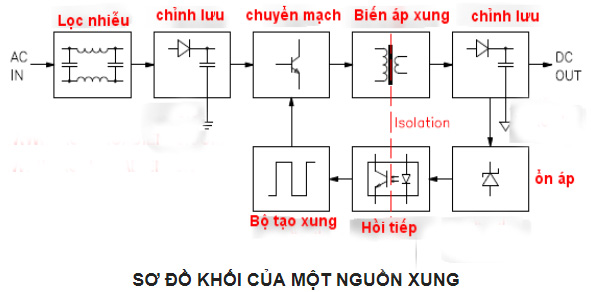 Lọc nhiễu
chỉnh lưu
chuyển mạch
Biến áp xung
chỉnh lưu
AC
IN
DC
OUT
Isolation
Bộ tạo xung
Hồi tiếp
ổn áp
SƠ ĐỒ KHỐI CỦA MỘT NGUỒN XUNG